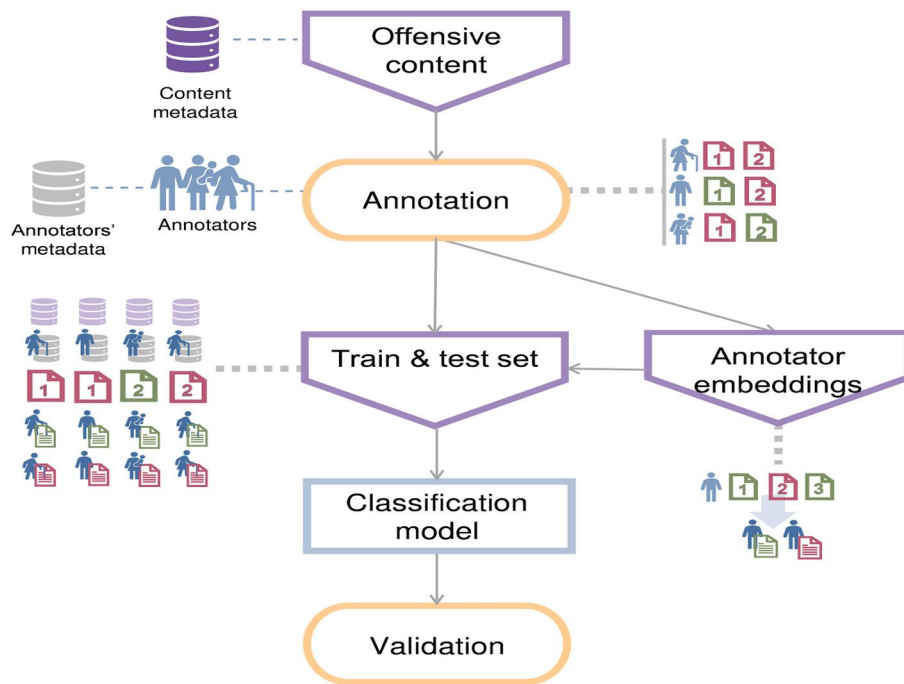 Offensive
content
Content
metadata
1 2
1 2
1 2
Annotation
Annotators
Annotators'
metadata
Train & test set
Annotator
embeddings
1 1 2 2
1 2 3
Classification
model
Validation